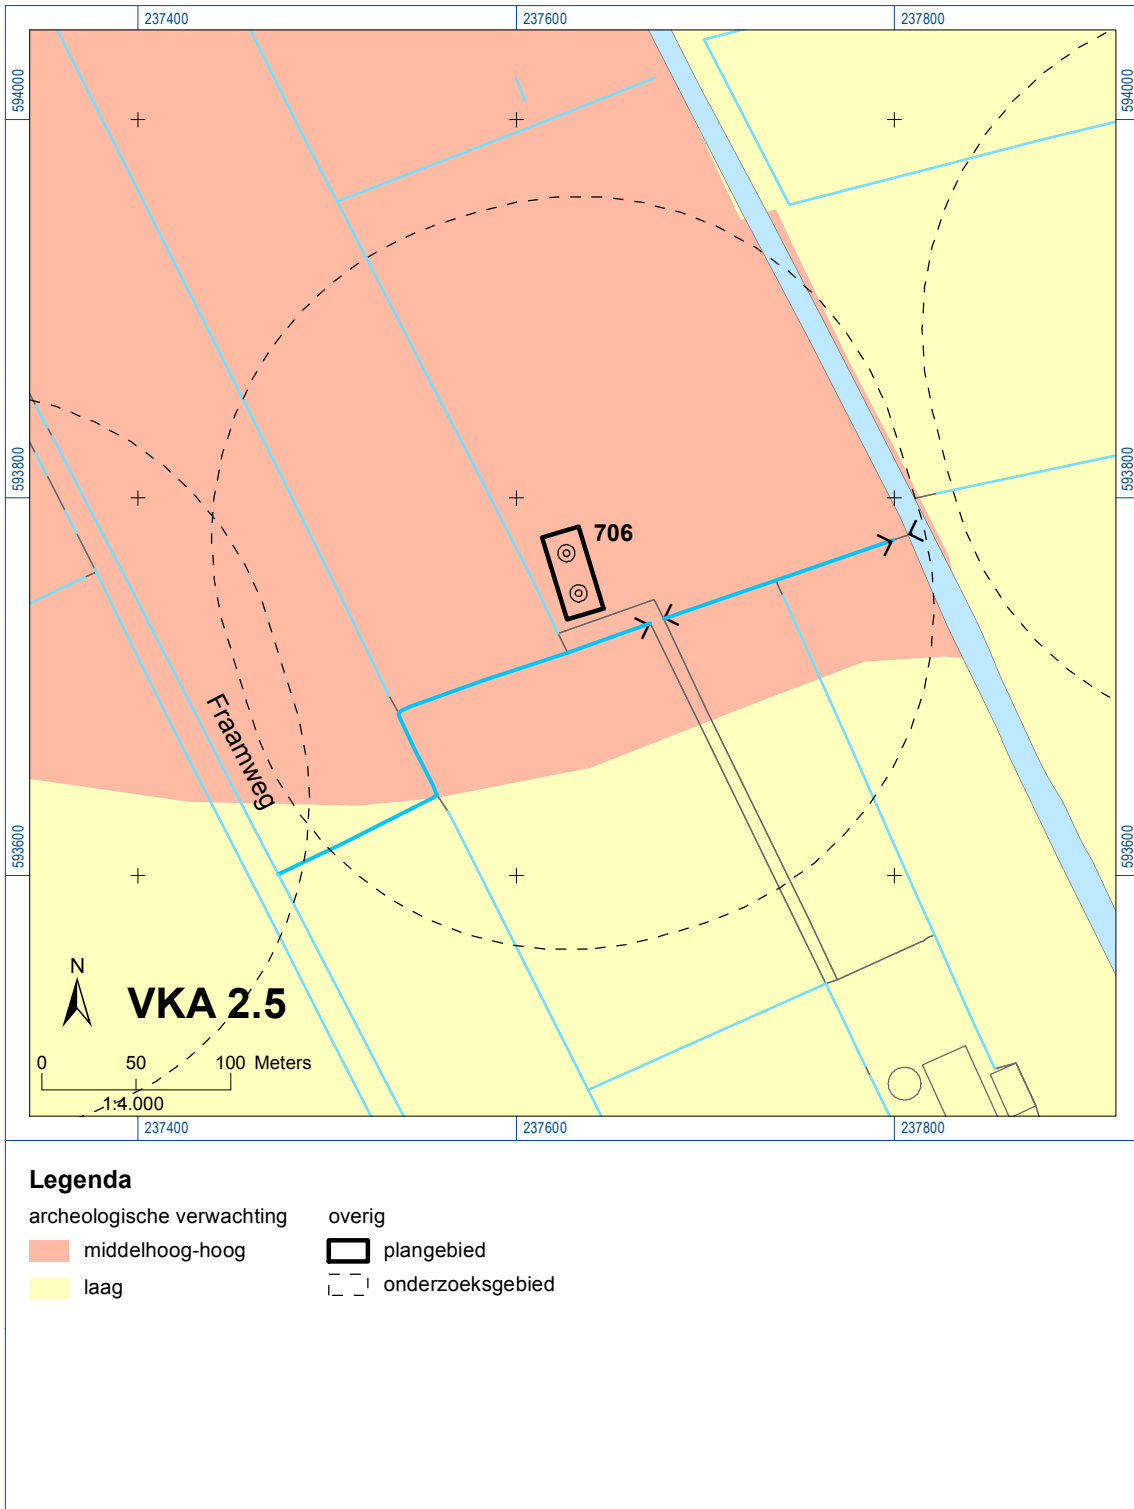 237400
237600
237800
594000
594000
593800
593800
706
Fraamweg
593600
593600
N
VKA 2.5
0 50 100 Meters
1:4.000
237400
237600
237800
Legenda
archeologische verwachting
middelhoog-hoog
laag
overig
plangebied
onderzoeksgebied